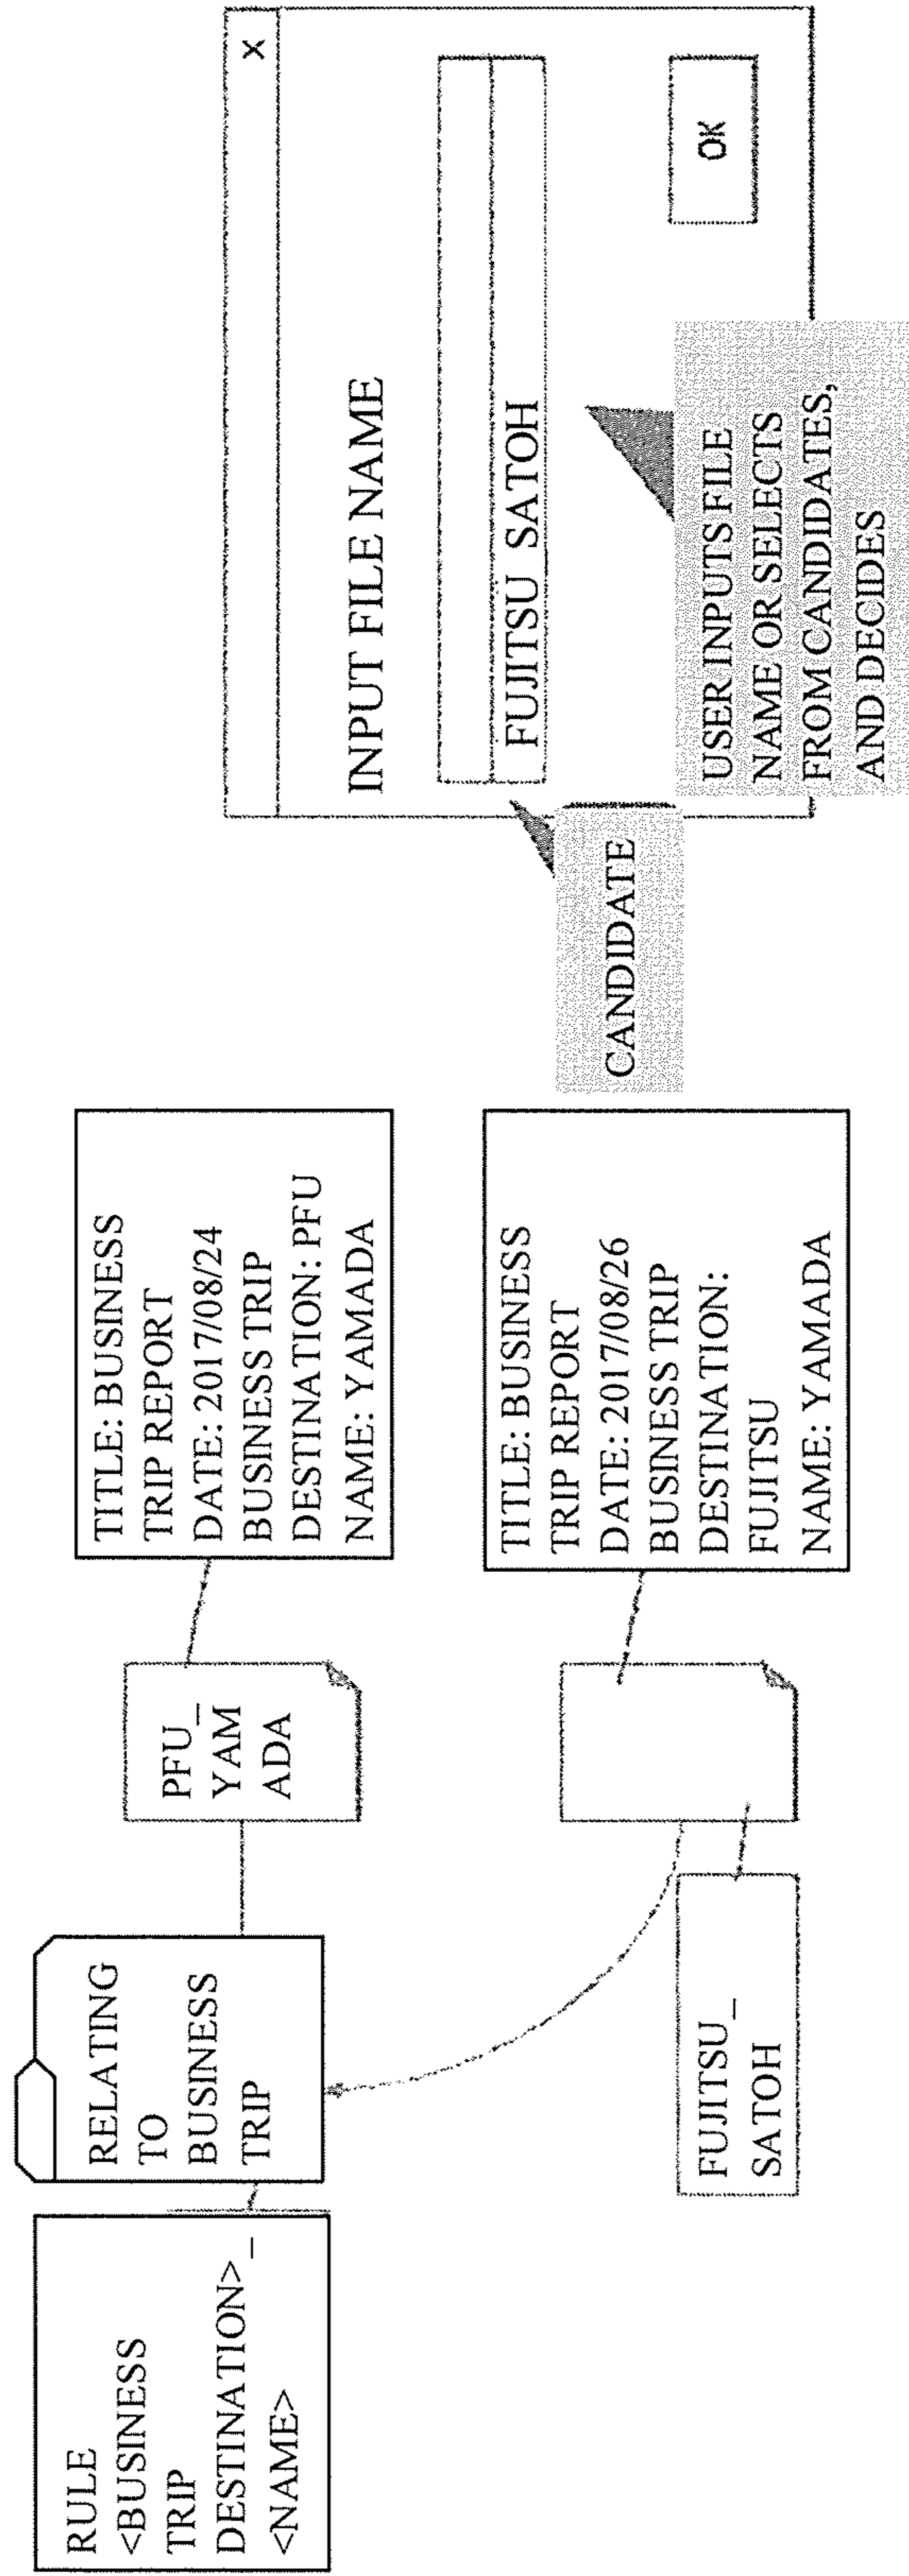 RULE
<BUSINESS
TRIP
DESTINATION>_
<NAME>
RELATING
TO
BUSINESS
TRIP
PFU_
YAM
ADA
TITLE: BUSINESS
TRIP REPORT
DATE: 2017/08/24
BUSINESS TRIP
DESTINATION: PFU
NAME: YAMADA
FUJITSU_
SATOH
TITLE: BUSINESS
TRIP REPORT
DATE: 2017/08/26
BUSINESS TRIP
DESTINATION:
FUJITSU
NAME: YAMADA
X
INPUT FILE NAME
FUJITSU SATOH
OK
CANDIDATE
USER INPUTS FILE
NAME OR SELECTS
FROM CANDIDATES,
AND DECIDES